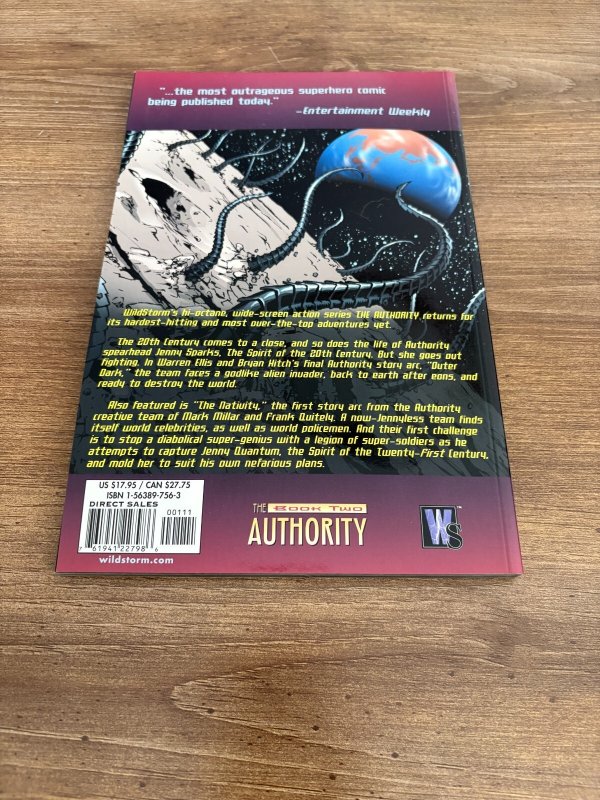 "...the most outrageous superhero comic
being published today."
—Entertainment Weekly
WildStorm's hi-octane, wide-screen action series THE AUTHORITY returns for
its hardest-hitting and most over-the-top adventures yet.
The 20th Century comes to a close, and so does the life of Authority
spearhead Jenny Sparks, The Spirit of the 20th Century. But she goes out
fighting. In Warren Ellis and Bryan Hitch's final Authority story arc, "Outer
Dark," the team faces a godlike alien invader, back to earth after eons, and
ready to destroy the world.
Also featured is "The Nativity," the first story arc from the Authority
creative team of Mark Millar and Frank Quitely. A now-Jennyless team finds
itself world celebrities, as well as world policemen. And their first challenge
is to stop a diabolical super-genius with a legion of super-soldiers as he
attempts to capture Jenny Quantum, the Spirit of the Twenty-First Century,
and mold her to suit his own nefarious plans.
US $17.95 / CAN $27.75
ISBN 1-56389-756-3
DIRECT SALES
00111
7 61941 22798 6
wildstorm.com
THE BOOK TWO
AUTHORITY
WS